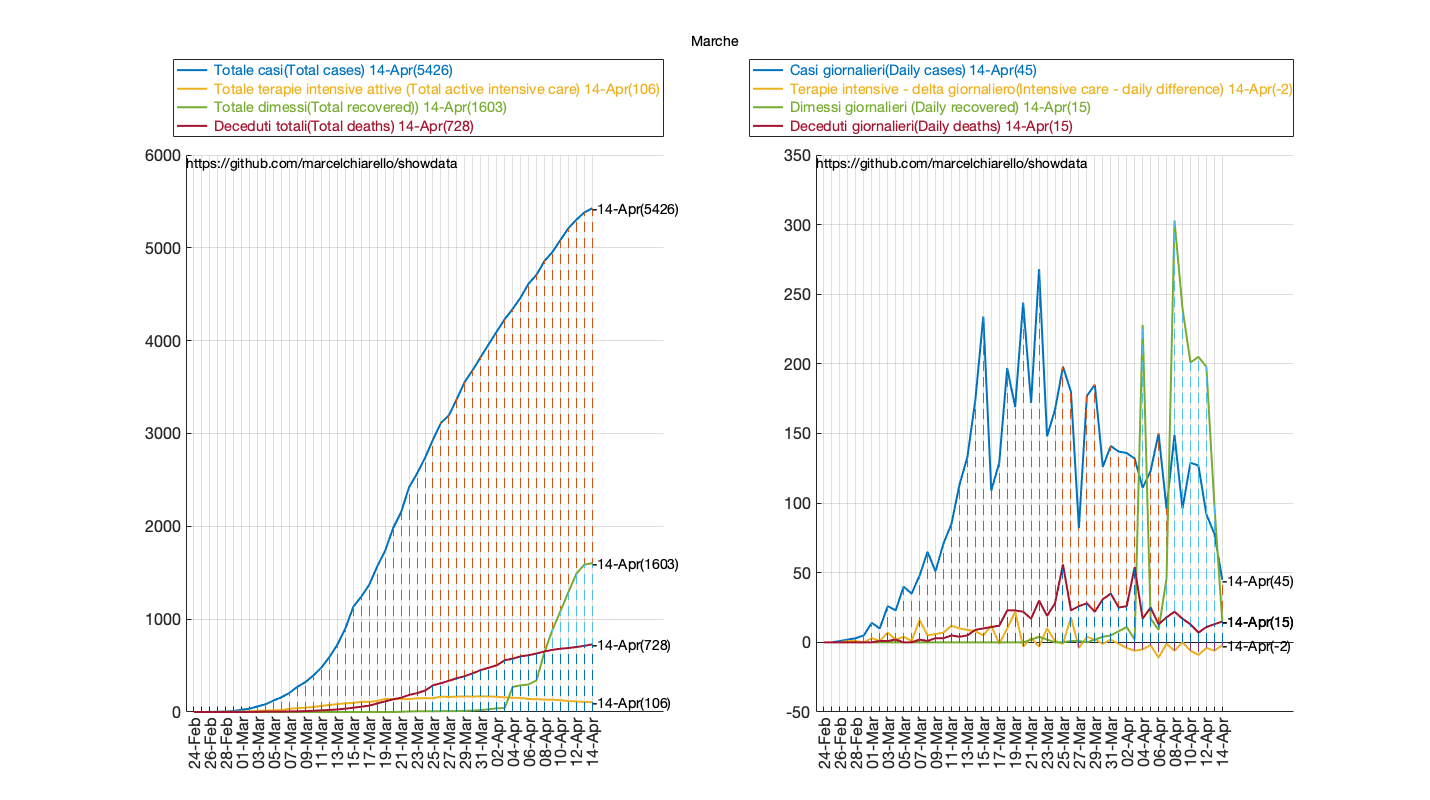 Marche
Totale casi(Total cases) 14-Apr(5426)
Totale terapie intensive attive (Total active intensive care) 14-Apr(106)
Totale dimessi(Total recovered)) 14-Apr(1603)
Deceduti totali(Total deaths) 14-Apr(728)
6000
https://github.com/marcelchiarello/showdata
14-Apr(5426)
5000
4000
3000
2000
14-Apr(1603)
1000
14-Apr(728)
14-Apr(106)
0
24-Feb
26-Feb
28-Feb
01-Mar
03-Mar
05-Mar
07-Mar
09-Mar
11-Mar
13-Mar
15-Mar
17-Mar
19-Mar
21-Mar
23-Mar
25-Mar
27-Mar
29-Mar
31-Mar
02-Apr
04-Apr
06-Apr
08-Apr
10-Apr
12-Apr
14-Apr
Casi giornalieri(Daily cases) 14-Apr(45)
Terapie intensive - delta giornaliero(Intensive care - daily difference) 14-Apr(-2)
Dimessi giornalieri (Daily recovered) 14-Apr(15)
Deceduti giornalieri(Daily deaths) 14-Apr(15)
350
https://github.com/marcelchiarello/showdata
300
250
200
150
100
50
14-Apr(45)
14-Apr(15)
0
14-Apr(-2)
-50
24-Feb
26-Feb
28-Feb
01-Mar
03-Mar
05-Mar
07-Mar
09-Mar
11-Mar
13-Mar
15-Mar
17-Mar
19-Mar
21-Mar
23-Mar
25-Mar
27-Mar
29-Mar
31-Mar
02-Apr
04-Apr
06-Apr
08-Apr
10-Apr
12-Apr
14-Apr